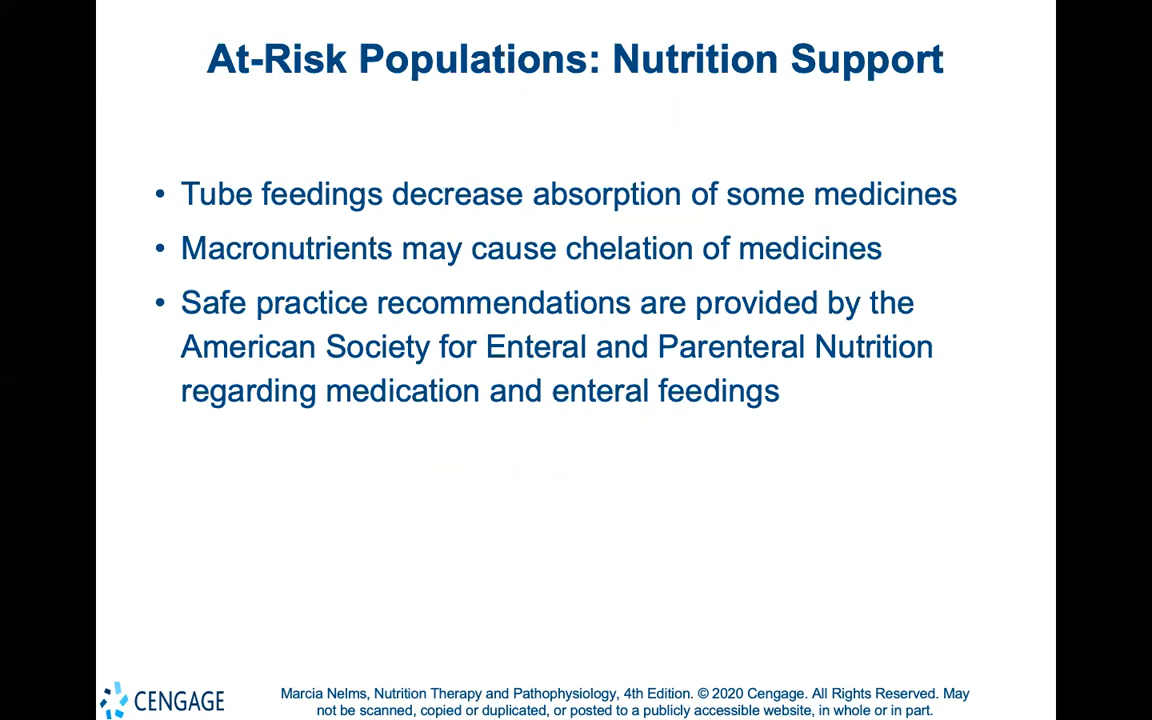 At-Risk Populations: Nutrition Support
• Tube feedings decrease absorption of some medicines
• Macronutrients may cause chelation of medicines
• Safe practice recommendations are provided by the
American Society for Enteral and Parenteral Nutrition
regarding medication and enteral feedings
CENGAGE
Marcia Nelms, Nutrition Therapy and Pathophysiology, 4th Edition. © 2020 Cengage. All Rights Reserved. May
not be scanned, copied or duplicated, or posted to a publicly accessible website, in whole or in part.